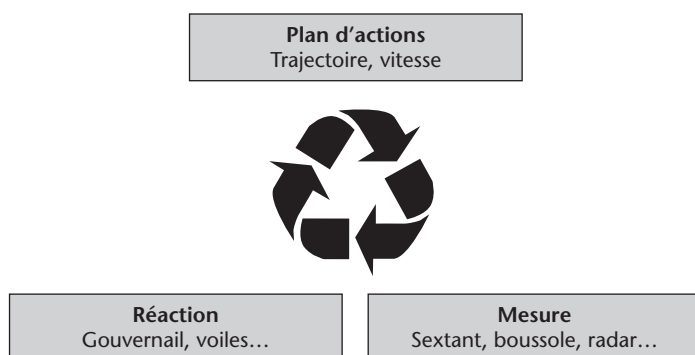 Plan d’actions
Trajectoire, vitesse
Réaction
Gouvernail, voiles…
Mesure
Sextant, boussole, radar…